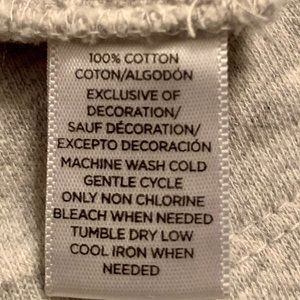 100% COTTON
COTON/ALGODÓN
EXCLUSIVE OF
DECORATION/
SAUF DÉCORATION/
EXCEPTO DECORACIÓN
MACHINE WASH COLD
GENTLE CYCLE
ONLY NON CHLORINE
BLEACH WHEN NEEDED
TUMBLE DRY LOW
COOL IRON WHEN
NEEDED